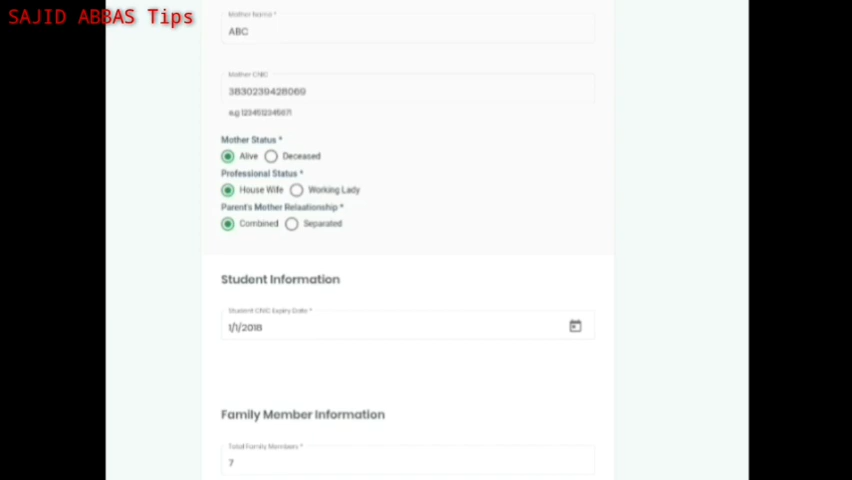 SAJID ABBAS Tips
Mother Name *
ABC
Mother CNIC
3830239428069
e.g 1234512345671
Mother Status *
Alive Deceased
Professional Status *
House Wife Working Lady
Parent's Mother Relaationship *
Combined Separated
Student Information
Student CNIC Expiry Date *
1/1/2018
Family Member Information
Total Family Members *
7